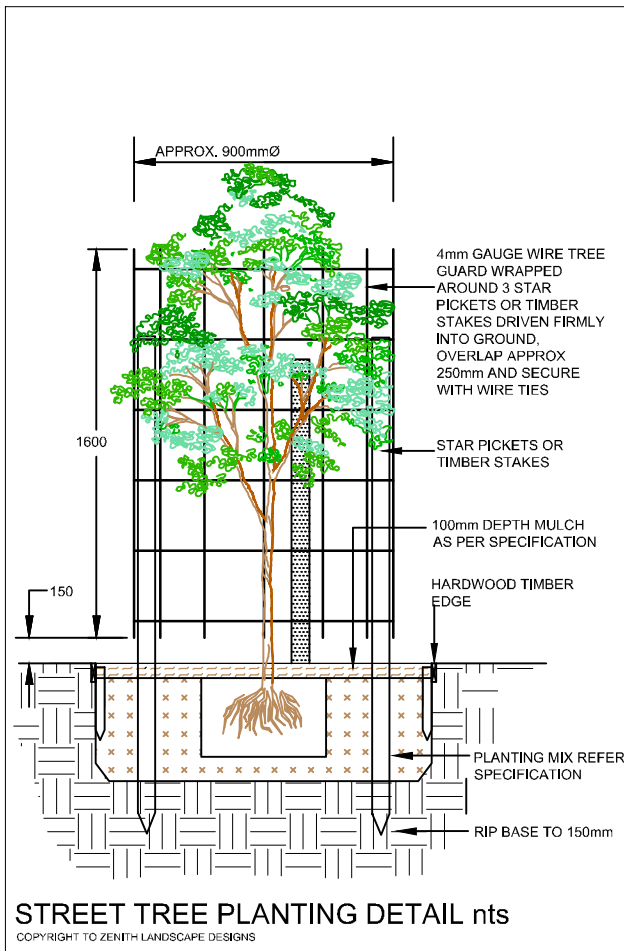 APPROX. 900mmØ
4mm GAUGE WIRE TREE
GUARD WRAPPED
AROUND 3 STAR
PICKETS OR TIMBER
STAKES DRIVEN FIRMLY
INTO GROUND,
OVERLAP APPROX
250mm AND SECURE
WITH WIRE TIES
1600
STAR PICKETS OR
TIMBER STAKES
100mm DEPTH MULCH
AS PER SPECIFICATION
150
HARDWOOD TIMBER
EDGE
PLANTING MIX REFER
SPECIFICATION
RIP BASE TO 150mm
STREET TREE PLANTING DETAIL nts
COPYRIGHT TO ZENITH LANDSCAPE DESIGNS